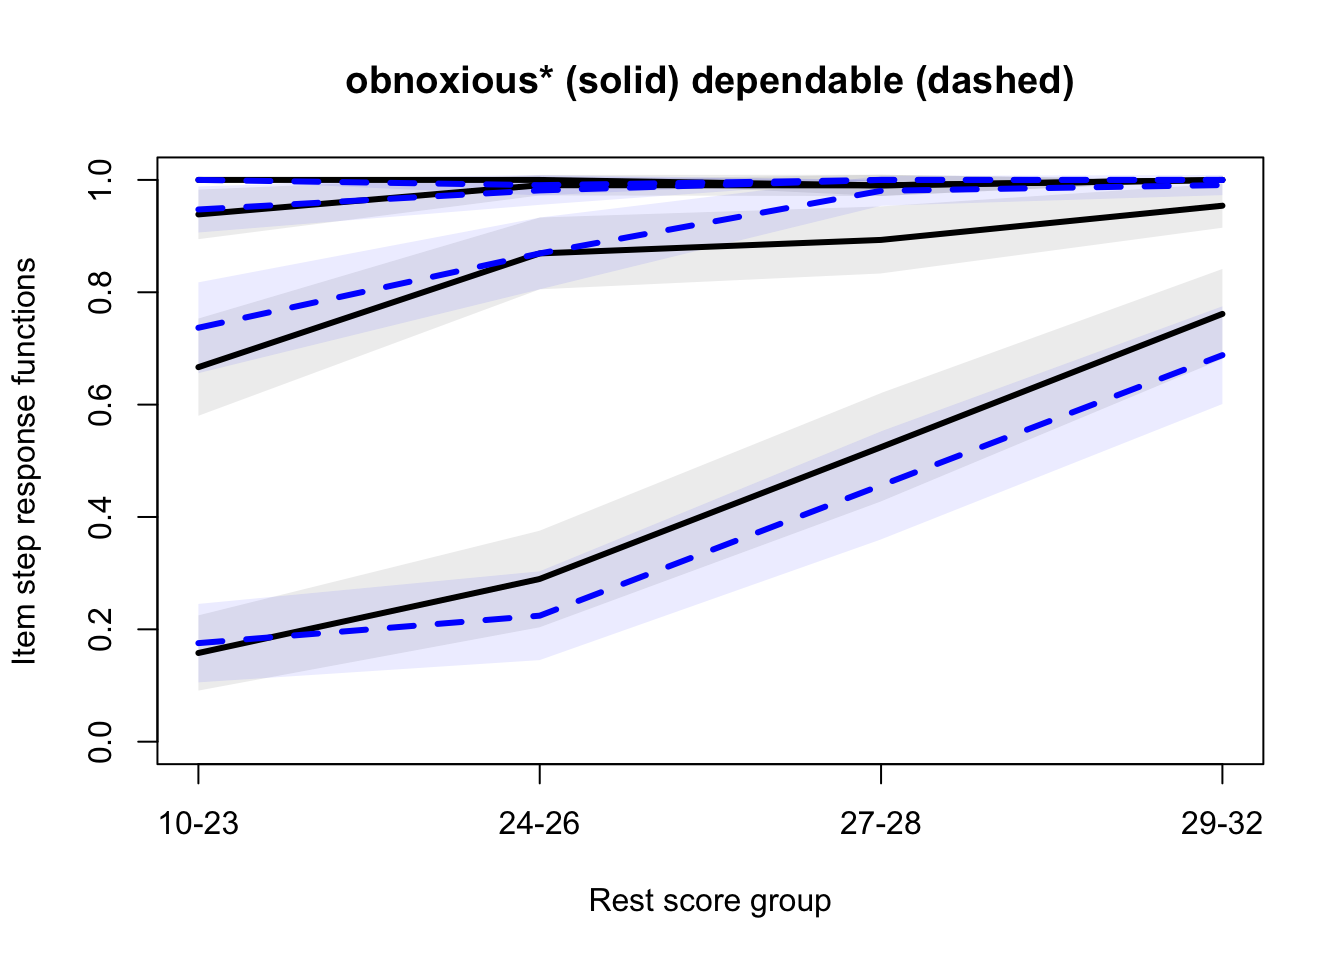 obnoxious* (solid) dependable (dashed)
Item step response functions
1.0
0.8
0.6
0.4
0.2
0.0
10-23 24-26 27-28 29-32
Rest score group